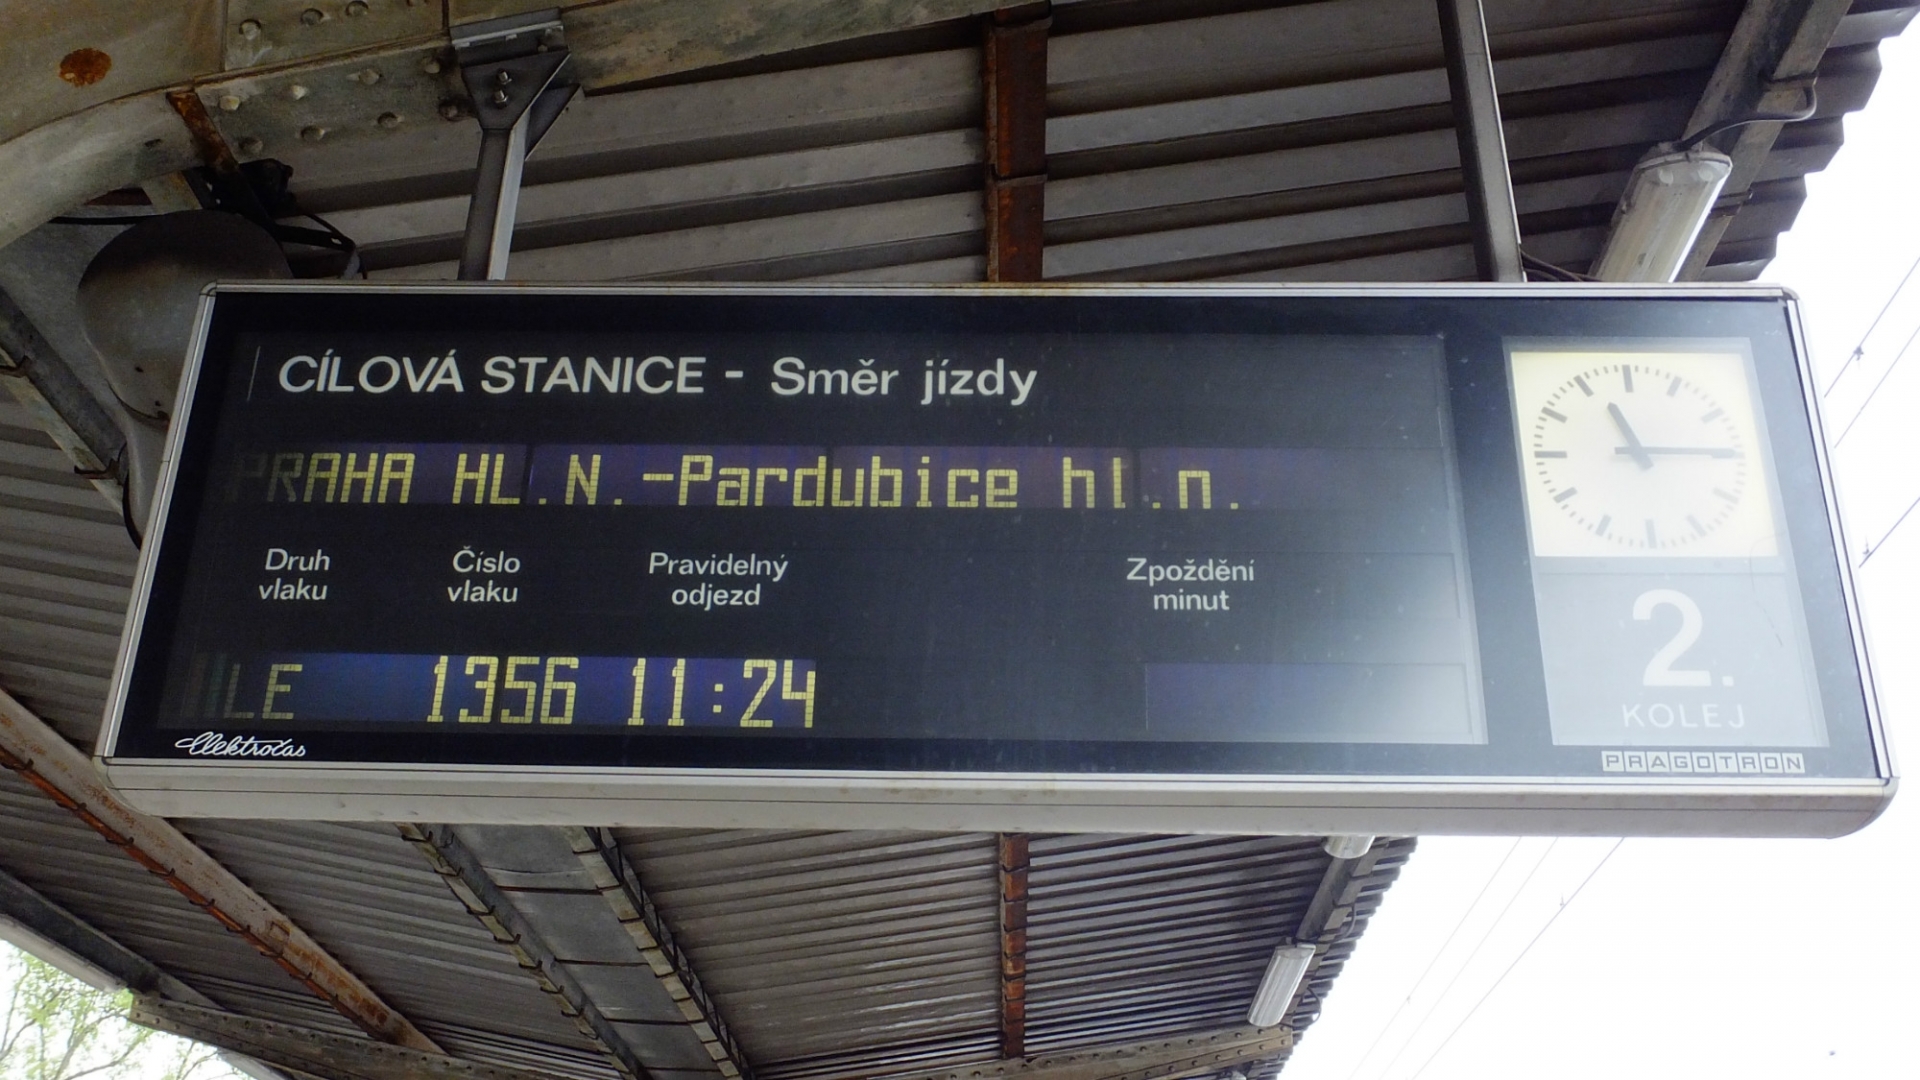 CÍLOVÁ STANICE - Směr jízdy
PRAHA HL.N.-Pardubice hl.n.
Druh vlaku
Číslo vlaku
Pravidelný odjezd
Zpoždění minut
LE 1356 11:24
2.
KOLEJ
Elektročas
PRAGOTRON